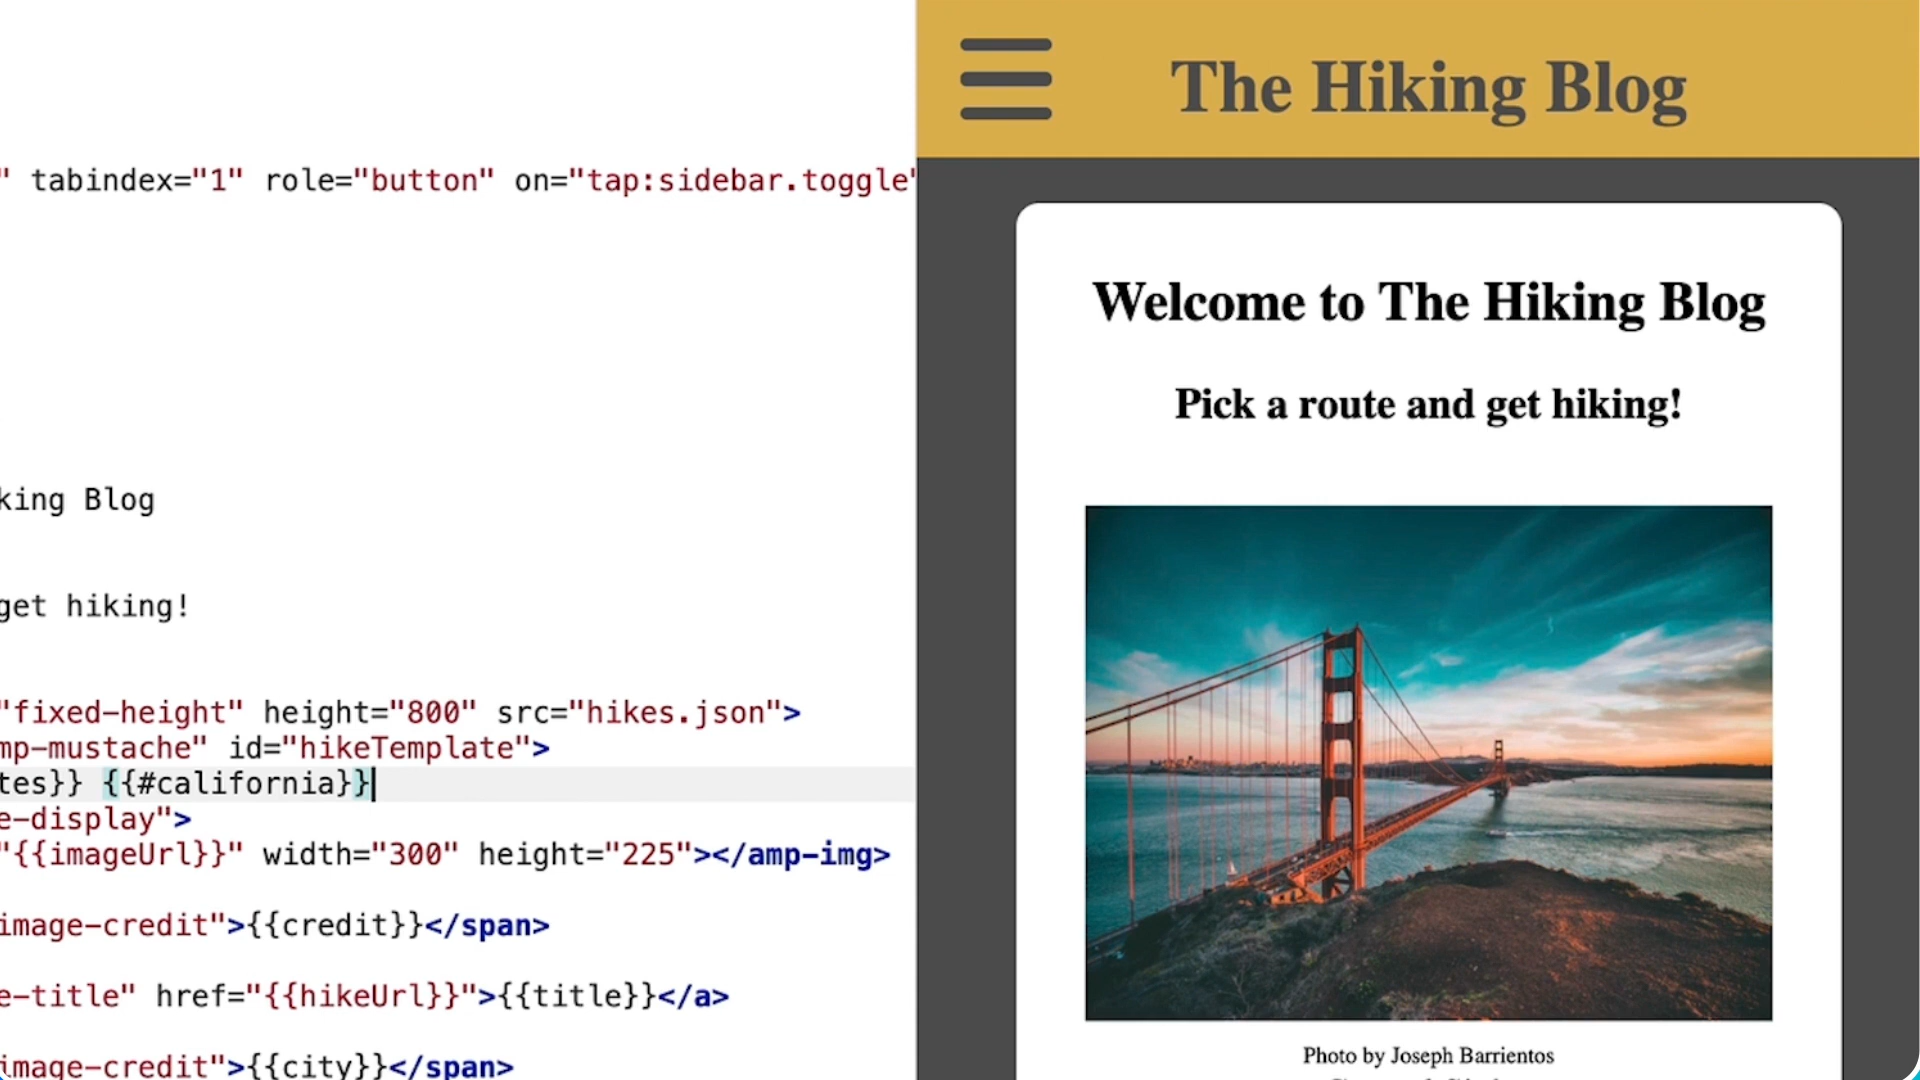 " tabindex="1" role="button" on="tap:sidebar.toggle"
king Blog
get hiking!
"fixed-height" height="800" src="hikes.json">
mp-mustache" id="hikeTemplate">
tes}} {{#california}}
e-display">
"{{imageUrl}}" width="300" height="225"></amp-img>
image-credit">{{credit}}</span>
e-title" href="{{hikeUrl}}">{{title}}</a>
image-credit">{{city}}</span>
The Hiking Blog
Welcome to The Hiking Blog
Pick a route and get hiking!
Photo by Joseph Barrientos